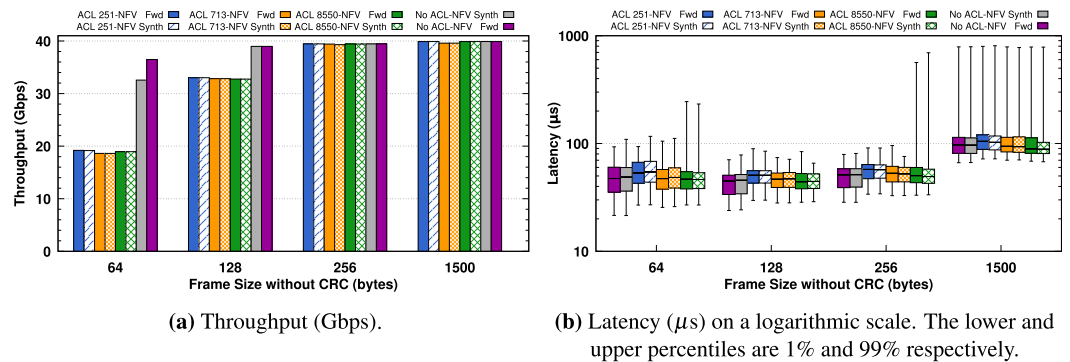 ACL 251-NFV Fwd ACL 713-NFV Fwd ACL 8550-NFV Fwd No ACL-NFV Synth
ACL 251-NFV Synth ACL 713-NFV Synth ACL 8550-NFV Synth No ACL-NFV Fwd
Throughput (Gbps)
40
30
20
10
0
64 128 256 1500
Frame Size without CRC (bytes)
(a) Throughput (Gbps).
ACL 251-NFV Fwd ACL 713-NFV Fwd ACL 8550-NFV Fwd No ACL-NFV Synth
ACL 251-NFV Synth ACL 713-NFV Synth ACL 8550-NFV Synth No ACL-NFV Fwd
Latency (µs)
1000
100
10
64 128 256 1500
Frame Size without CRC (bytes)
(b) Latency (µs) on a logarithmic scale. The lower and
upper percentiles are 1% and 99% respectively.